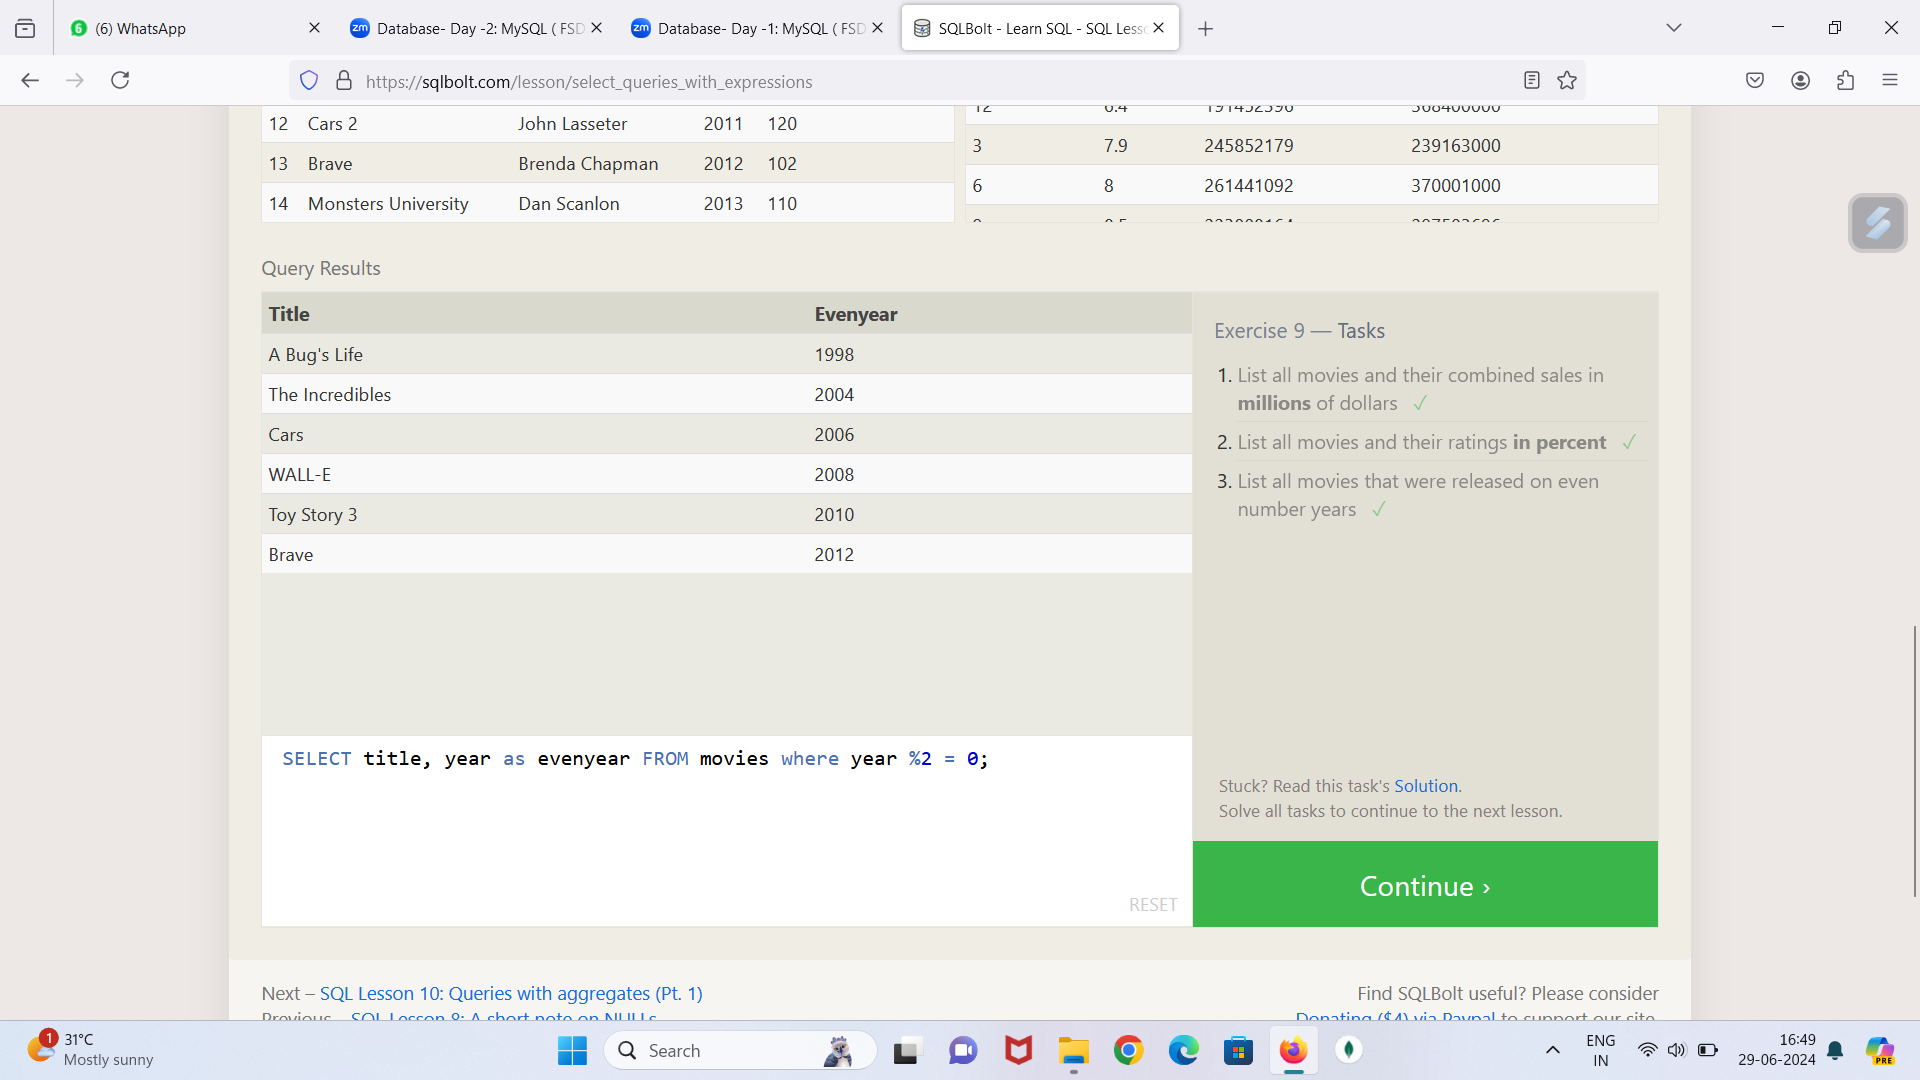 (6) WhatsApp
Database- Day -2: MySQL ( FSD
Database- Day -1: MySQL ( FSD
SQLBolt - Learn SQL - SQL Less
https://sqlbolt.com/lesson/select_queries_with_expressions
12 Cars 2 John Lasseter 2011 120
13 Brave Brenda Chapman 2012 102
14 Monsters University Dan Scanlon 2013 110
12 6.4 191452396 368400000
3 7.9 245852179 239163000
6 8 261441092 370001000
Query Results
Title Evenyear
A Bug's Life 1998
The Incredibles 2004
Cars 2006
WALL-E 2008
Toy Story 3 2010
Brave 2012
Exercise 9 — Tasks
1. List all movies and their combined sales in
millions of dollars ✓
2. List all movies and their ratings in percent ✓
3. List all movies that were released on even
number years ✓
SELECT title, year as evenyear FROM movies where year %2 = 0;
RESET
Stuck? Read this task's Solution.
Solve all tasks to continue to the next lesson.
Continue ›
Next – SQL Lesson 10: Queries with aggregates (Pt. 1)
Previous – SQL Lesson 8: A short note on NULLs
Find SQLBolt useful? Please consider
Donating ($4) via Paypal to support our site.
1
31°C
Mostly sunny
Search
ENG
IN
16:49
29-06-2024
PRE